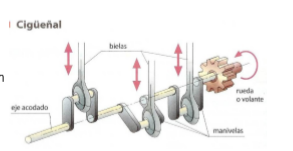 Cigüeñal
bielas
n
rueda
o volante
eje acodado
manivelas